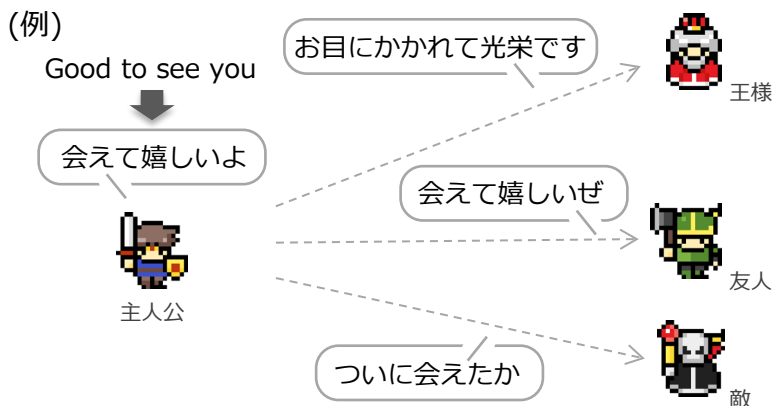 (例)
Good to see you
会えて嬉しいよ
主人公
お目にかかれて光栄です
王様
会えて嬉しいぜ
友人
ついに会えたか
敵